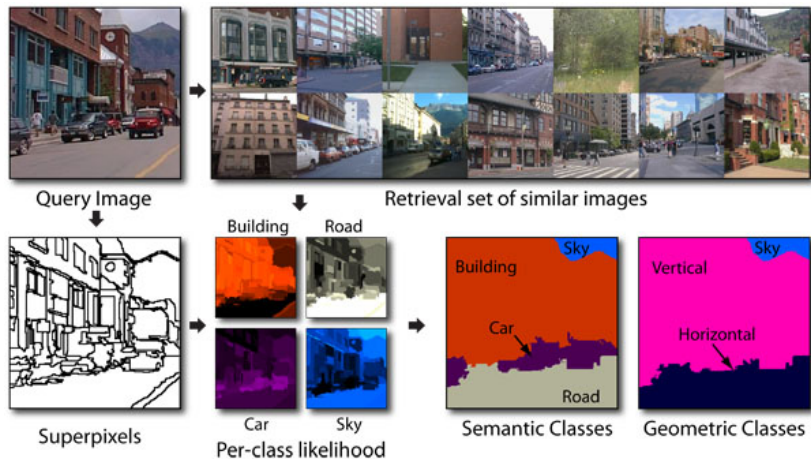 Query Image
Retrieval set of similar images
Building
Road
Car
Sky
Superpixels
Per-class likelihood
Sky
Building
Car
Road
Semantic Classes
Sky
Vertical
Horizontal
Geometric Classes